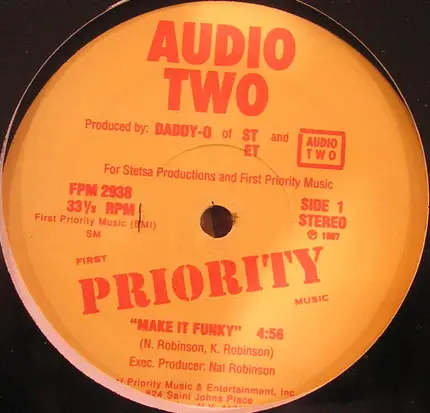 AUDIO
TWO
Produced by: DADDY-O of ST ET and AUDIO TWO
For Stetsa Productions and First Priority Music
FPM 2938
33⅓ RPM
First Priority Music (BMI)
SM
SIDE 1
STEREO
℗ 1987
FIRST
PRIORITY
MUSIC
"MAKE IT FUNKY" 4:56
(N. Robinson, K. Robinson)
Exec. Producer: Nat Robinson
Priority Music & Entertainment, Inc.
#24 Saint Johns Place